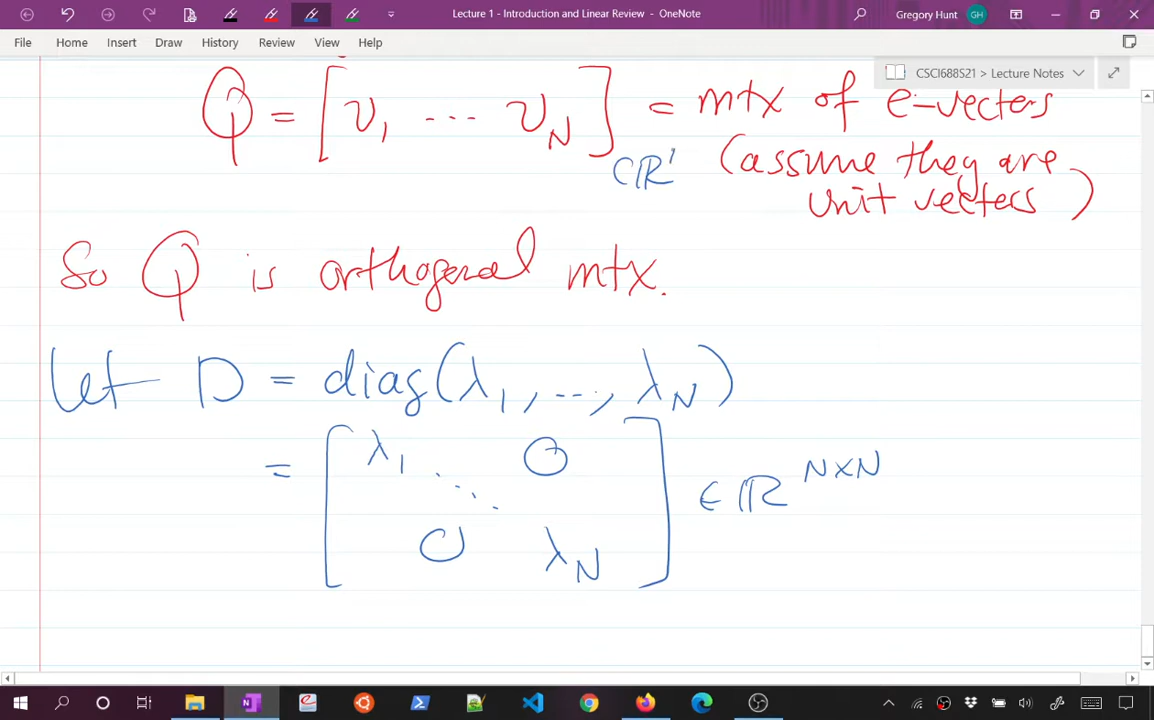 Lecture 1 - Introduction and Linear Review - OneNote
Gregory Hunt
GH
File Home Insert Draw History Review View Help
CSCI688S21 > Lecture Notes
Q = [v₁ ... v_N] = mtx of e-vectors
∈ℝ' (assume they are
unit vectors)
So Q is orthogonal mtx.
Let D = diag(λ₁, ..., λ_N)
= [λ₁ ⋱ 0
0 λ_N] ∈ ℝ^(N×N)